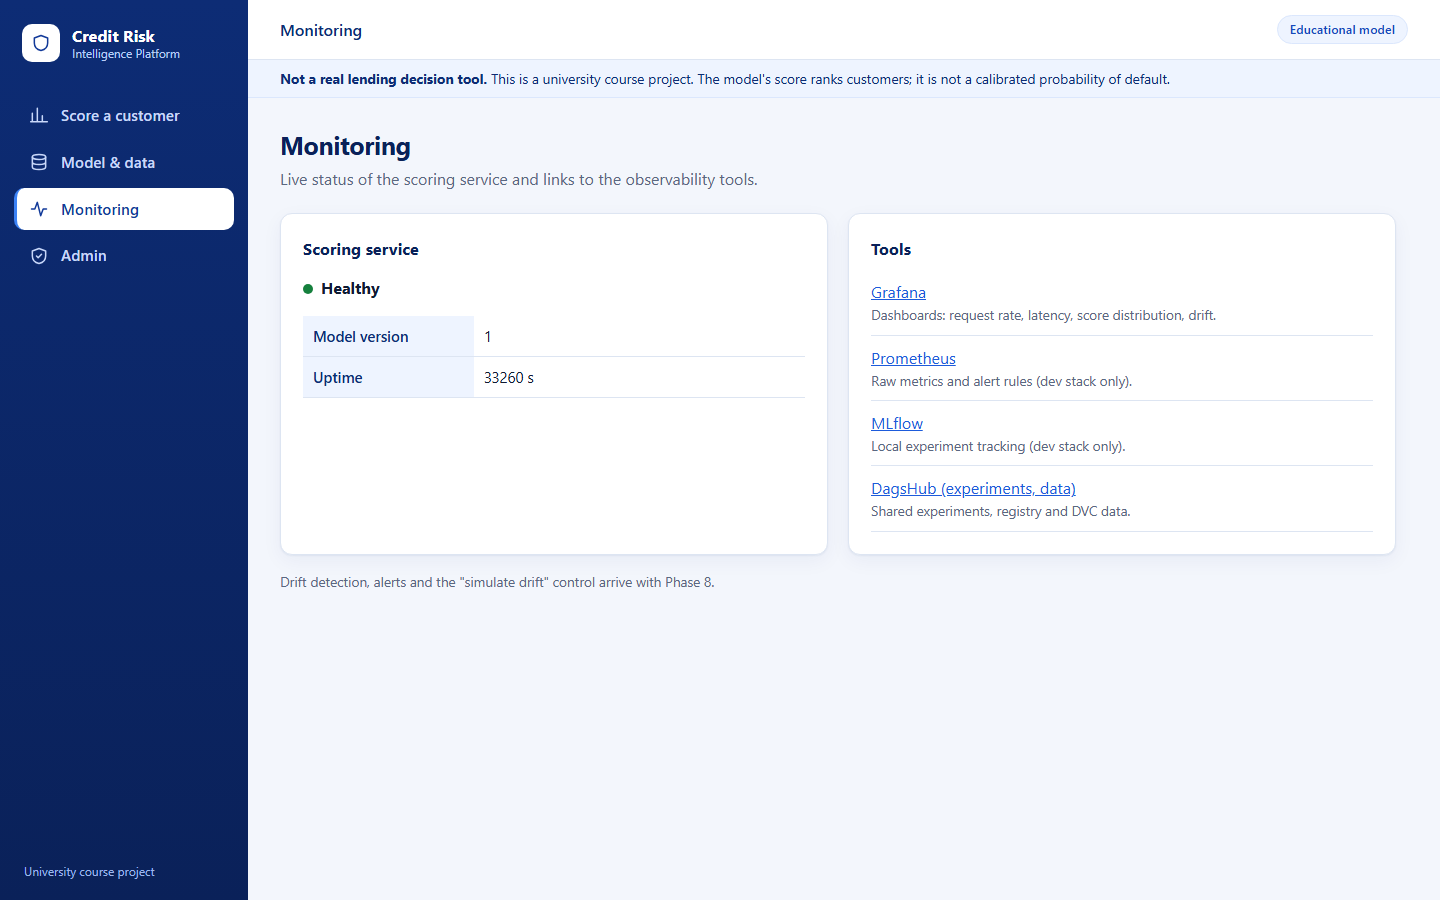 Credit Risk
Intelligence Platform
Score a customer
Model & data
Monitoring
Admin
University course project
Monitoring
Educational model
Not a real lending decision tool. This is a university course project. The model's score ranks customers; it is not a calibrated probability of default.
Monitoring
Live status of the scoring service and links to the observability tools.
Scoring service
Healthy
Model version 1
Uptime 33260 s
Tools
Grafana
Dashboards: request rate, latency, score distribution, drift.
Prometheus
Raw metrics and alert rules (dev stack only).
MLflow
Local experiment tracking (dev stack only).
DagsHub (experiments, data)
Shared experiments, registry and DVC data.
Drift detection, alerts and the "simulate drift" control arrive with Phase 8.